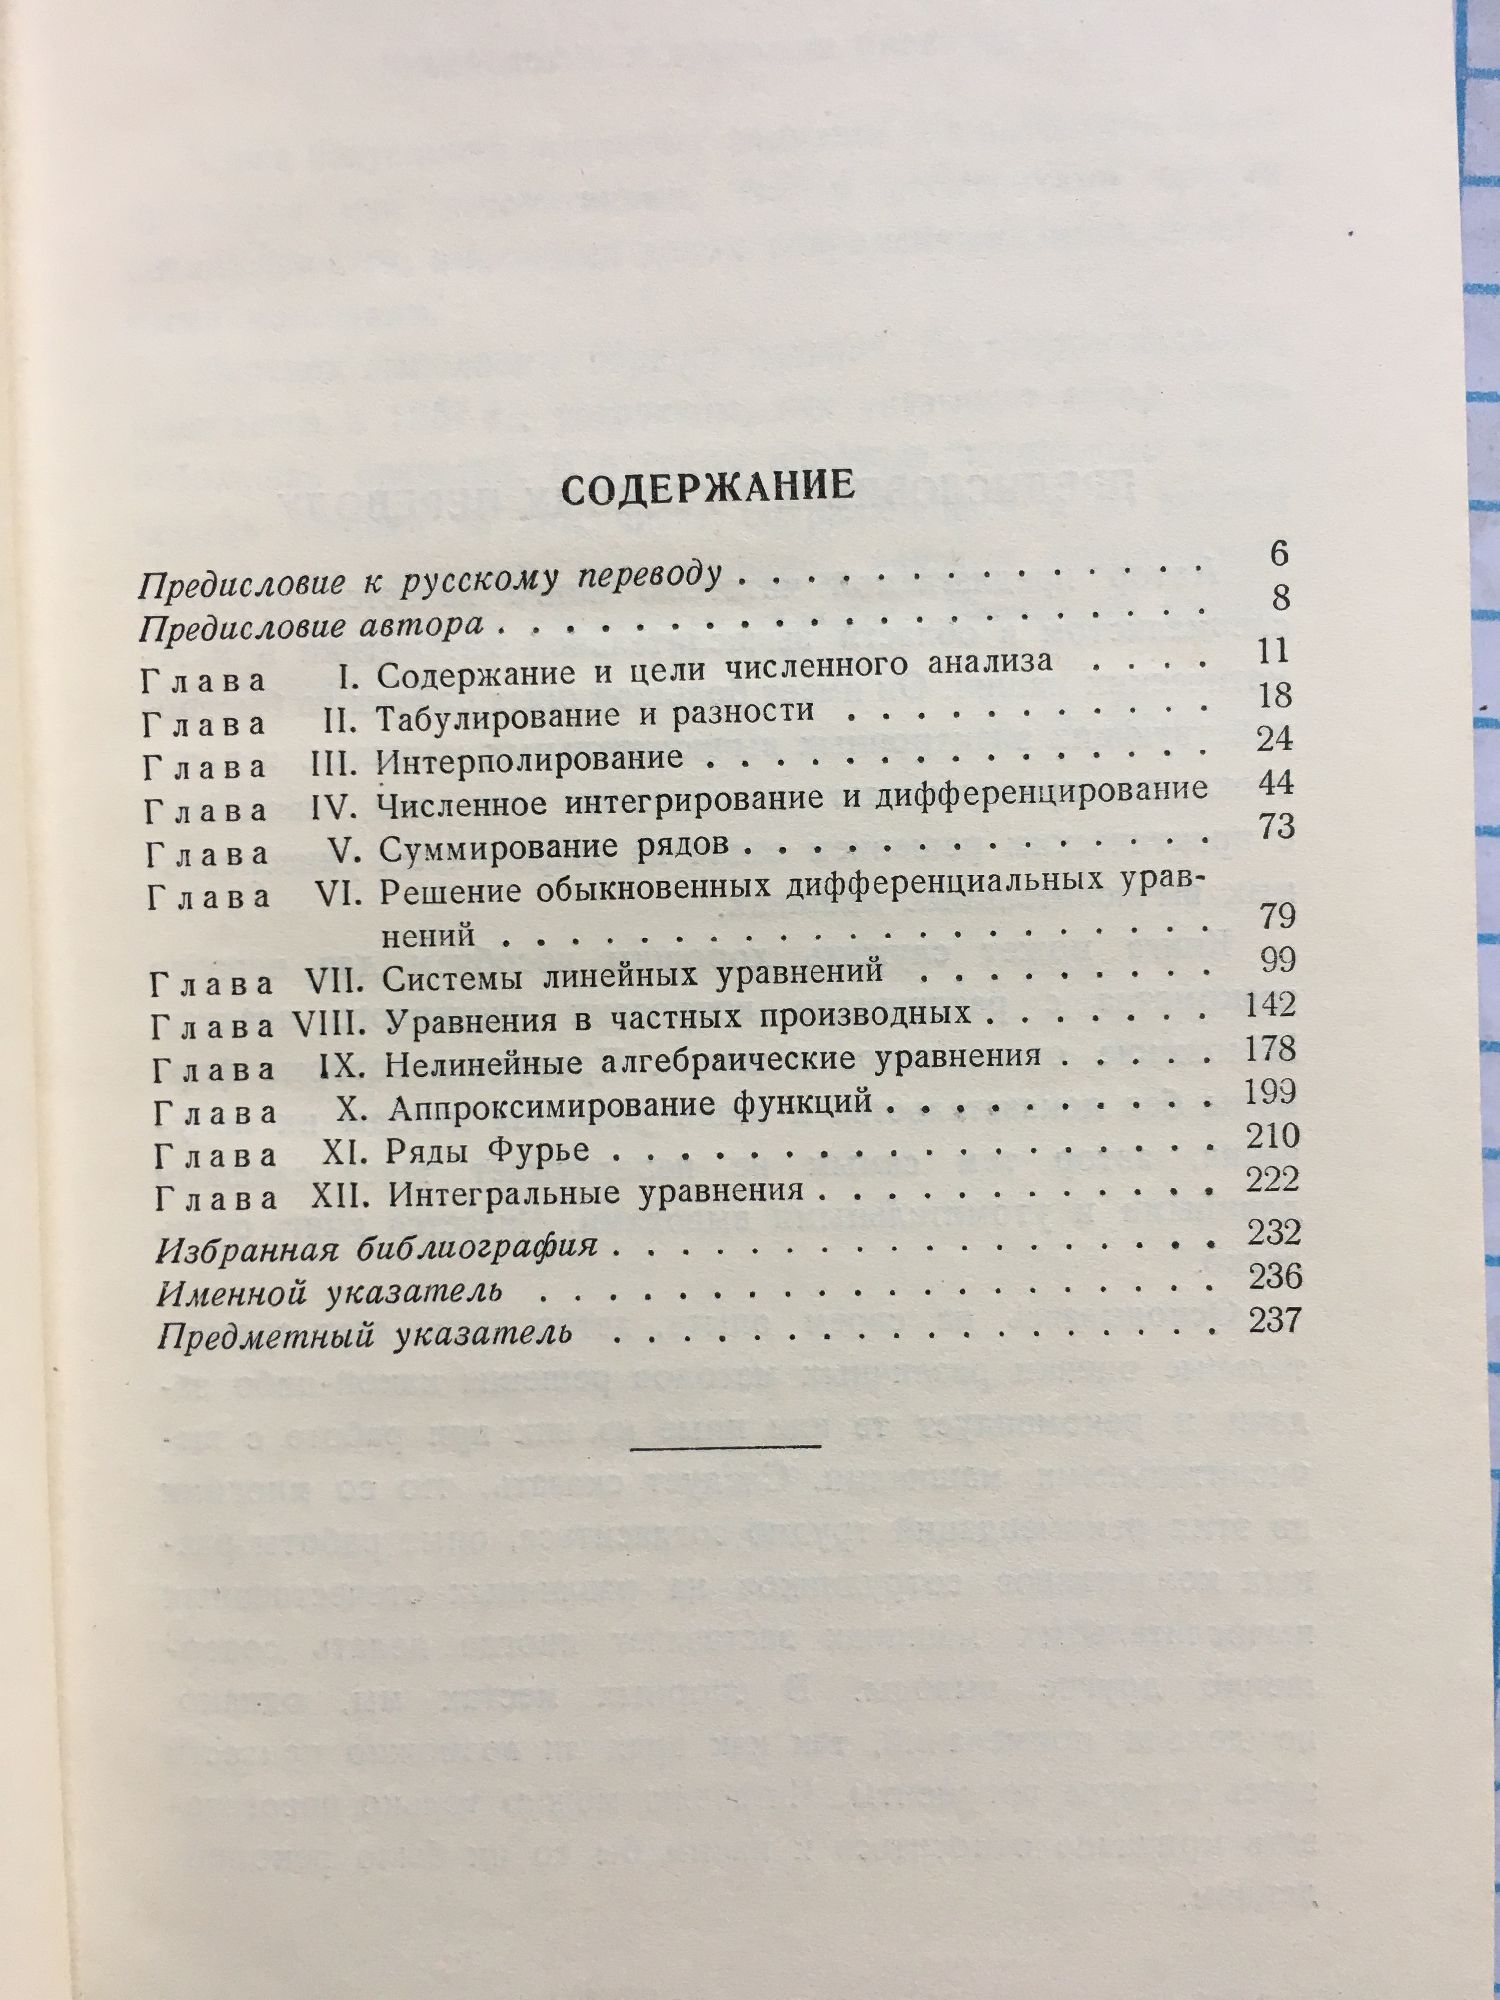 СОДЕРЖАНИЕ
Предисловие к русскому переводу . . . . . . . . . . . . . . 6
Предисловие автора . . . . . . . . . . . . . . . . . . . . . 8
Глава I. Содержание и цели численного анализа . . . . 11
Глава II. Табулирование и разности . . . . . . . . . . . 18
Глава III. Интерполирование . . . . . . . . . . . . . . . 24
Глава IV. Численное интегрирование и дифференцирование 44
Глава V. Суммирование рядов . . . . . . . . . . . . . . 73
Глава VI. Решение обыкновенных дифференциальных урав-
нений . . . . . . . . . . . . . . . . . . . . . 79
Глава VII. Системы линейных уравнений . . . . . . . . . 99
Глава VIII. Уравнения в частных производных . . . . . . . 142
Глава IX. Нелинейные алгебраические уравнения . . . . . 178
Глава X. Аппроксимирование функций . . . . . . . . . . 199
Глава XI. Ряды Фурье . . . . . . . . . . . . . . . . . . 210
Глава XII. Интегральные уравнения . . . . . . . . . . . . 222
Избранная библиография . . . . . . . . . . . . . . . . . . 232
Именной указатель . . . . . . . . . . . . . . . . . . . . 236
Предметный указатель . . . . . . . . . . . . . . . . . . 237